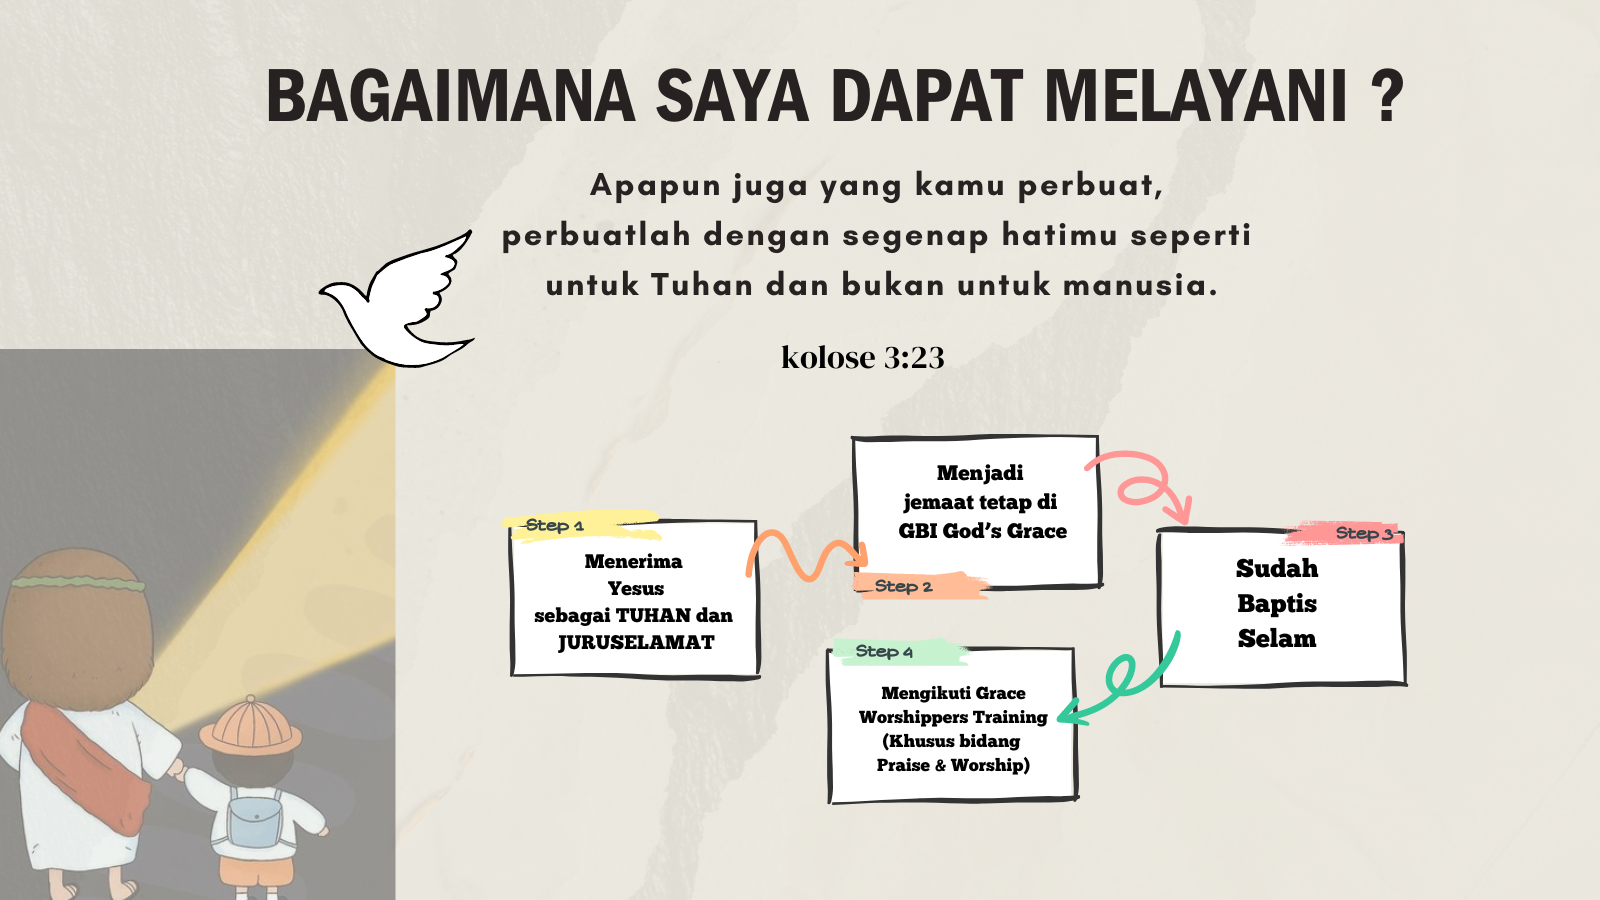 BAGAIMANA SAYA DAPAT MELAYANI ?
Apapun juga yang kamu perbuat,
perbuatlah dengan segenap hatimu seperti
untuk Tuhan dan bukan untuk manusia.
kolose 3:23
Step 1
Menerima
Yesus
sebagai TUHAN dan
JURUSELAMAT
Menjadi
jemaat tetap di
GBI God's Grace
Step 2
Step 3
Sudah
Baptis
Selam
Step 4
Mengikuti Grace
Worshippers Training
(Khusus bidang
Praise & Worship)